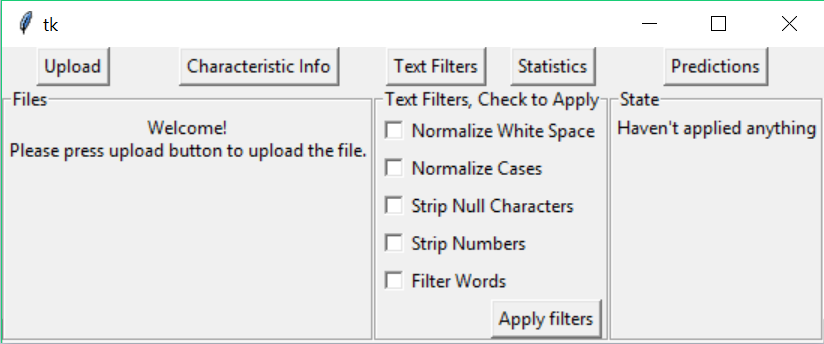 tk
Upload Characteristic Info Text Filters Statistics Predictions
Files
Welcome!
Please press upload button to upload the file.
Text Filters, Check to Apply
Normalize White Space
Normalize Cases
Strip Null Characters
Strip Numbers
Filter Words
Apply filters
State
Haven't applied anything